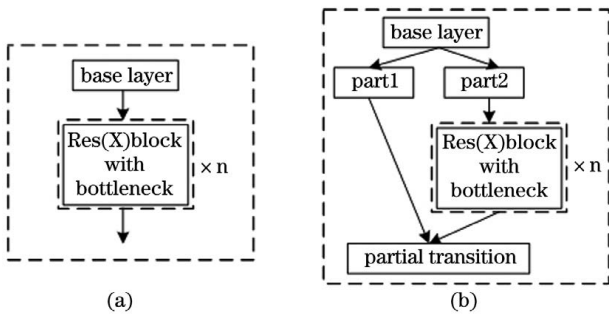 base layer
Res(X)block
with
bottleneck
× n
(a)
base layer
part1
part2
Res(X)block
with
bottleneck
× n
partial transition
(b)